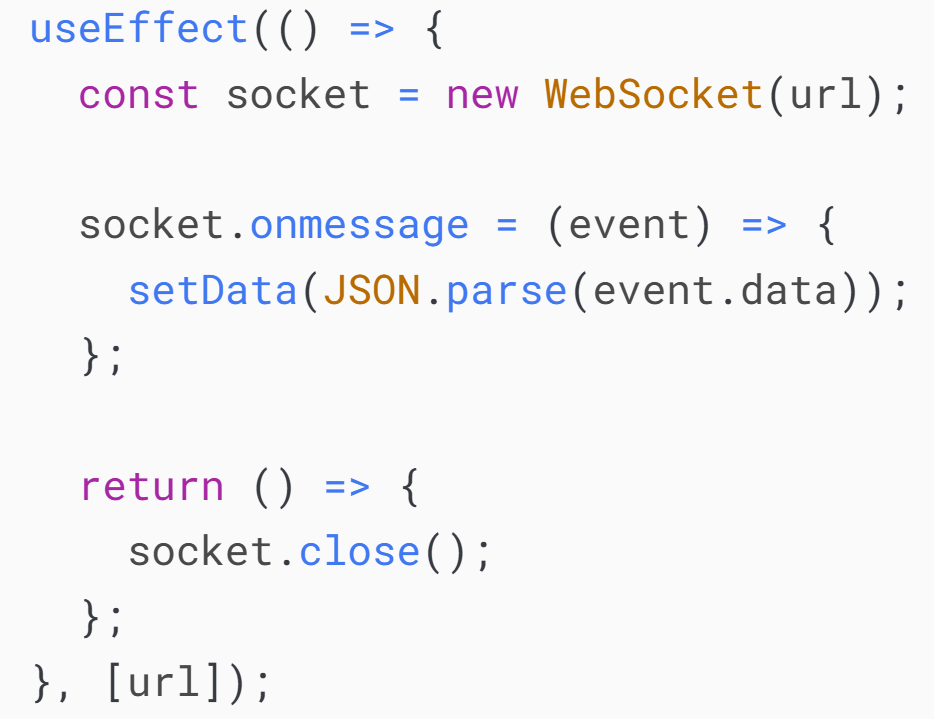 useEffect(() => {
  const socket = new WebSocket(url);

  socket.onmessage = (event) => {
    setData(JSON.parse(event.data));
  };

  return () => {
    socket.close();
  };
}, [url]);